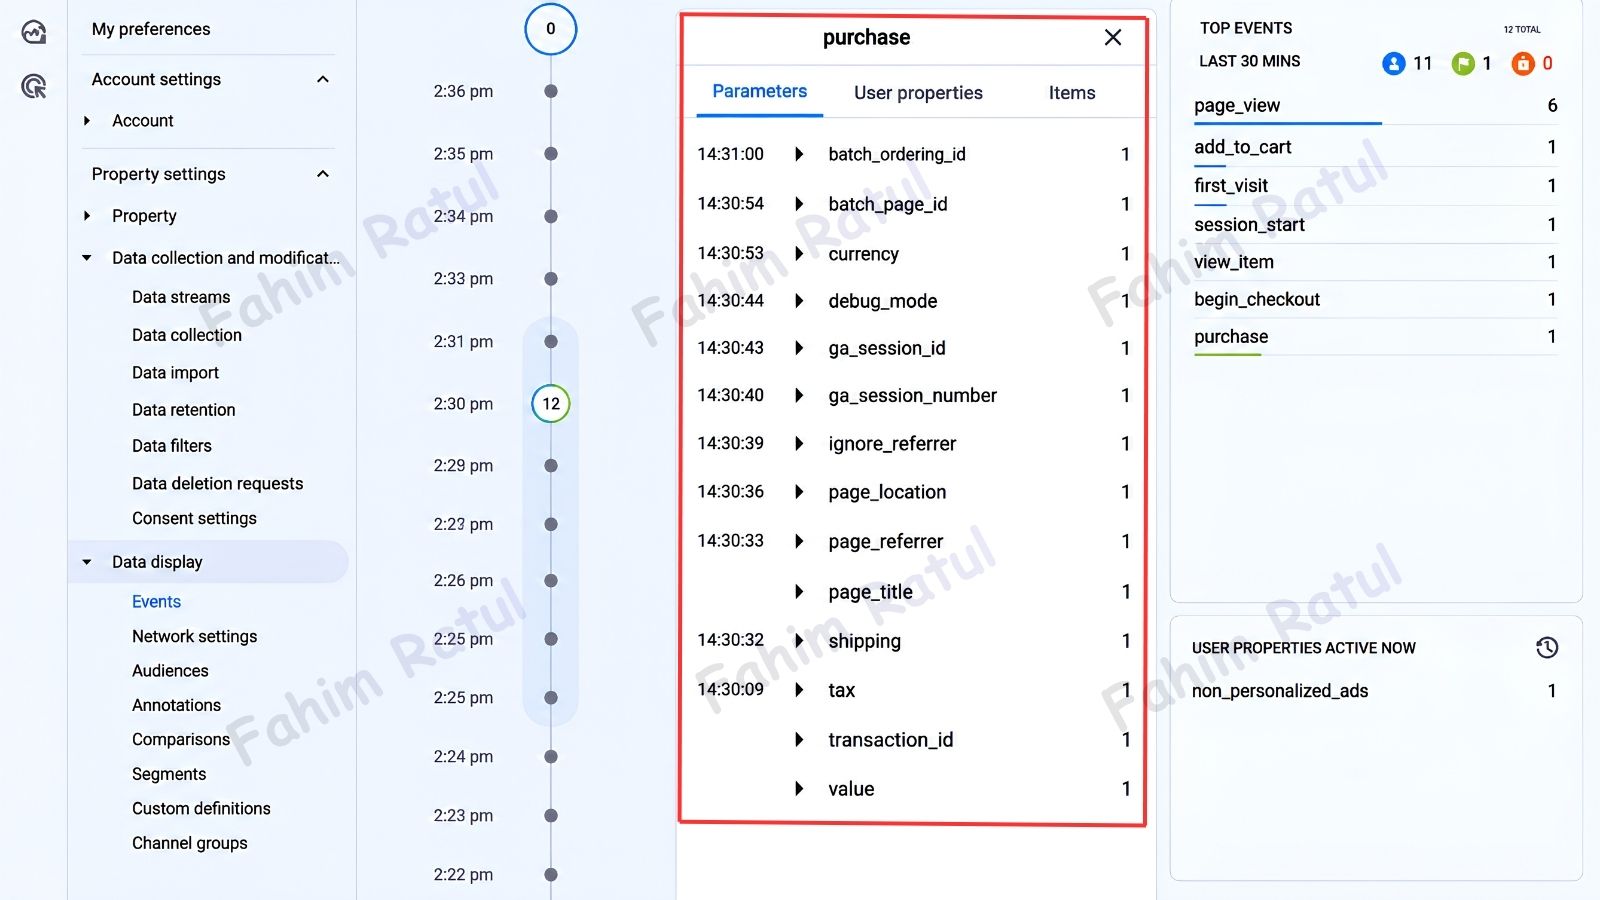 My preferences
Account settings
Account
Property settings
Property
Data collection and modificat...
Data streams
Data collection
Data import
Data retention
Data filters
Data deletion requests
Consent settings
Data display
Events
Network settings
Audiences
Annotations
Comparisons
Segments
Custom definitions
Channel groups
0
2:36 pm
2:35 pm
2:34 pm
2:33 pm
2:31 pm
2:30 pm 12
2:29 pm
2:23 pm
2:26 pm
2:25 pm
2:25 pm
2:24 pm
2:23 pm
2:22 pm
purchase
Parameters User properties Items
14:31:00 batch_ordering_id 1
14:30:54 batch_page_id 1
14:30:53 currency 1
14:30:44 debug_mode 1
14:30:43 ga_session_id 1
14:30:40 ga_session_number 1
14:30:39 ignore_referrer 1
14:30:36 page_location 1
14:30:33 page_referrer 1
page_title 1
14:30:32 shipping 1
14:30:09 tax 1
transaction_id 1
value 1
TOP EVENTS 12 TOTAL
LAST 30 MINS 11 1 0
page_view 6
add_to_cart 1
first_visit 1
session_start 1
view_item 1
begin_checkout 1
purchase 1
USER PROPERTIES ACTIVE NOW
non_personalized_ads 1
Fahim Ratul
Fahim Ratul
Fahim Ratul
Fahim Ratul
Fahim Ratul
Fahim Ratul